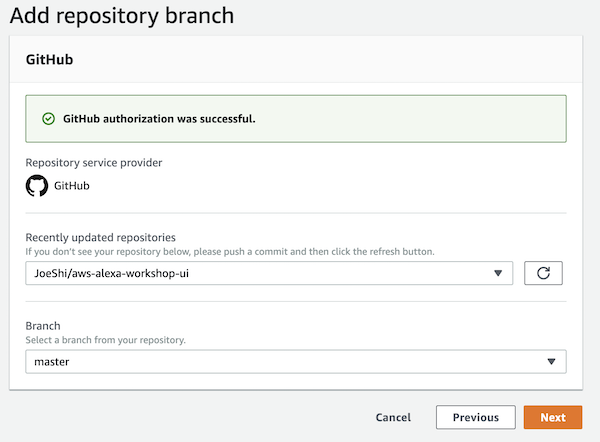 Add repository branch
GitHub
GitHub authorization was successful.
Repository service provider
GitHub
Recently updated repositories
If you don't see your repository below, please push a commit and then click the refresh button.
JoeShi/aws-alexa-workshop-ui
Branch
Select a branch from your repository.
master
Cancel
Previous
Next